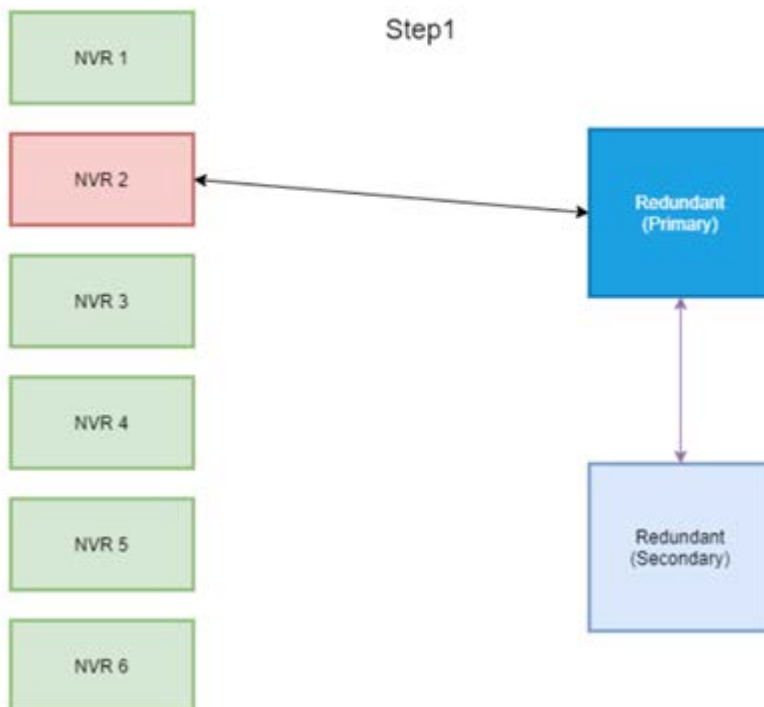 Step1
NVR 1
NVR 2
NVR 3
NVR 4
NVR 5
NVR 6
Redundant
(Primary)
Redundant
(Secondary)